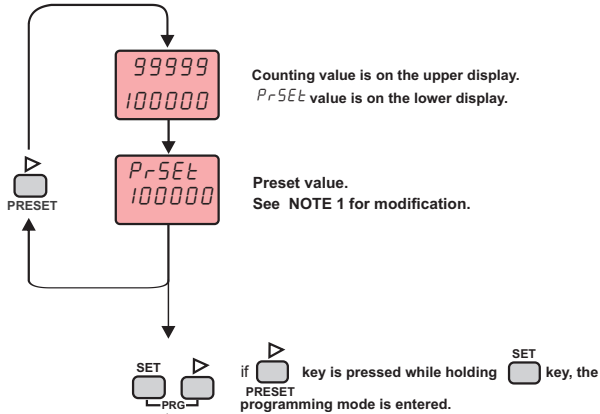 99999
100000
Counting value is on the upper display.
PrSEt value is on the lower display.
PrSEt
100000
Preset value.
See NOTE 1 for modification.
PRESET
SET
PRG
if
PRESET
key is pressed while holding
SET
key, the
programming mode is entered.